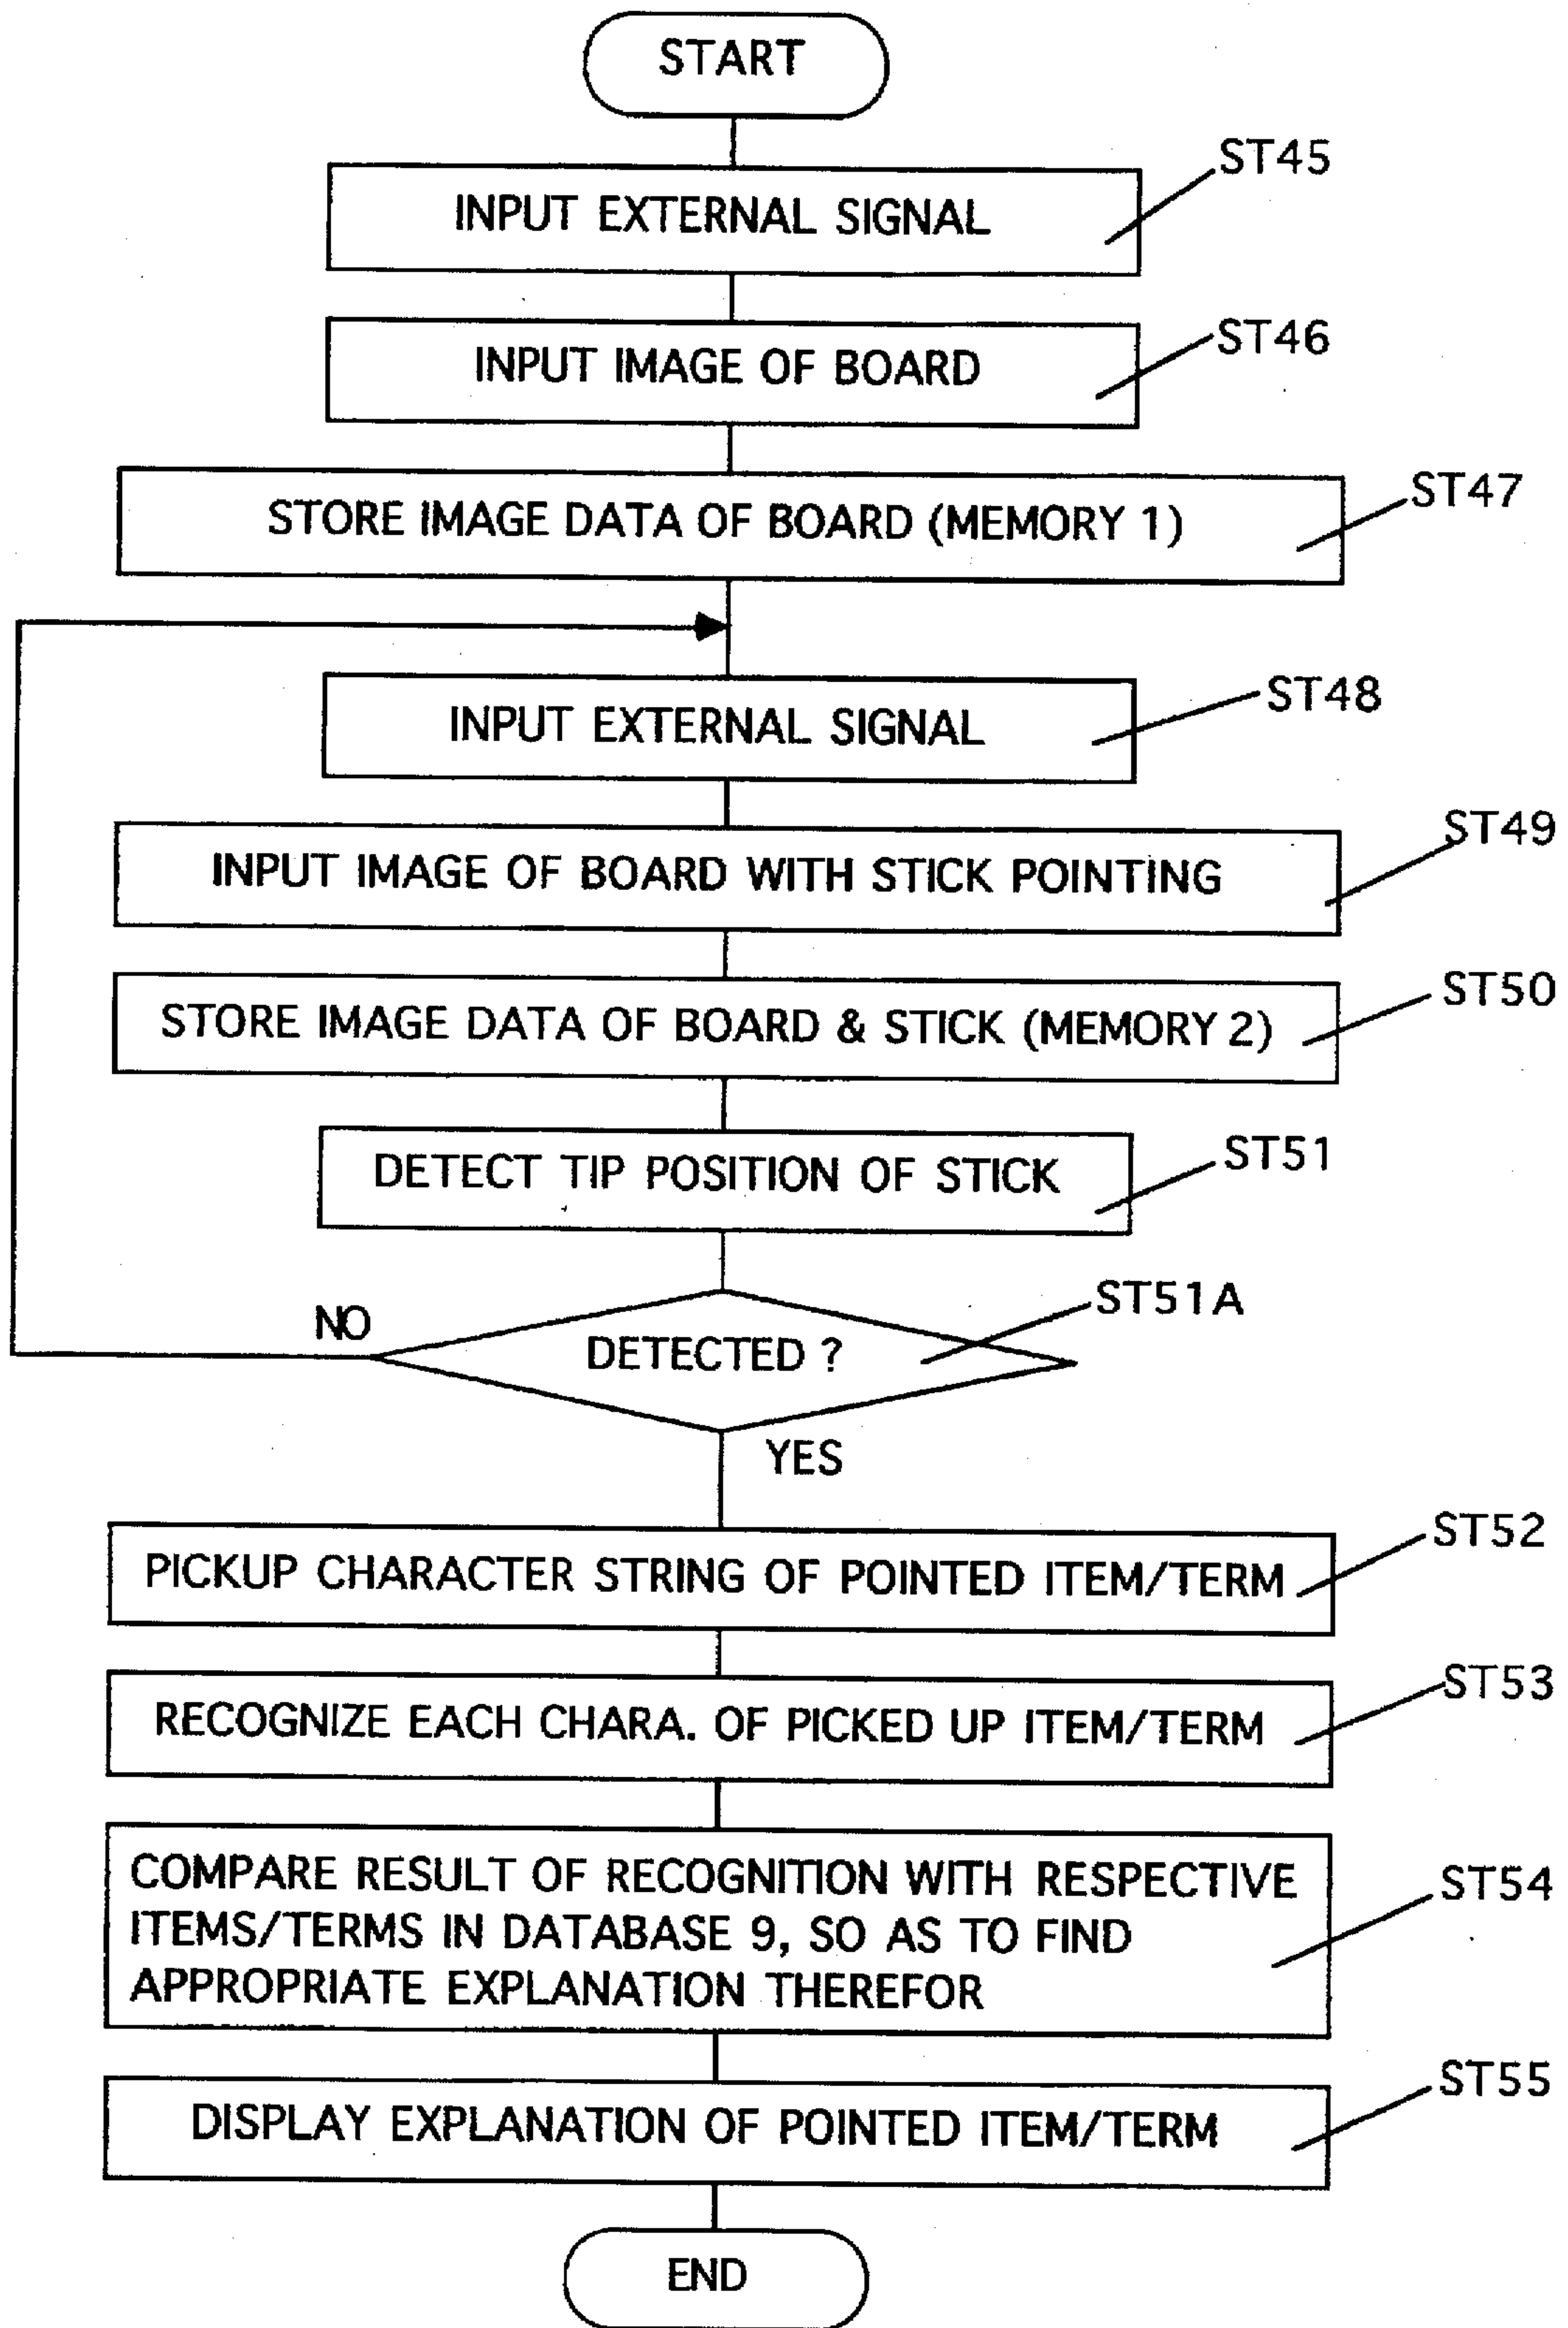 START
ST45
INPUT EXTERNAL SIGNAL
ST46
INPUT IMAGE OF BOARD
ST47
STORE IMAGE DATA OF BOARD (MEMORY 1)
ST48
INPUT EXTERNAL SIGNAL
ST49
INPUT IMAGE OF BOARD WITH STICK POINTING
ST50
STORE IMAGE DATA OF BOARD & STICK (MEMORY 2)
ST51
DETECT TIP POSITION OF STICK
ST51A
NO
DETECTED ?
YES
ST52
PICKUP CHARACTER STRING OF POINTED ITEM/TERM
ST53
RECOGNIZE EACH CHARA. OF PICKED UP ITEM/TERM
COMPARE RESULT OF RECOGNITION WITH RESPECTIVE
ST54
ITEMS/TERMS IN DATABASE 9, SO AS TO FIND
APPROPRIATE EXPLANATION THEREFOR
ST55
DISPLAY EXPLANATION OF POINTED ITEM/TERM
END